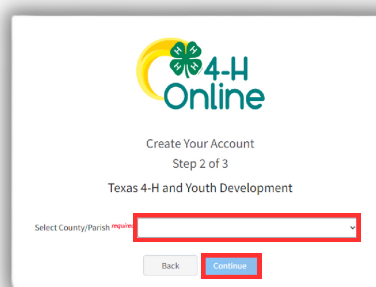 H H H H
4-H
Online
Create Your Account
Step 2 of 3
Texas 4-H and Youth Development
Select County/Parish required
Back Continue